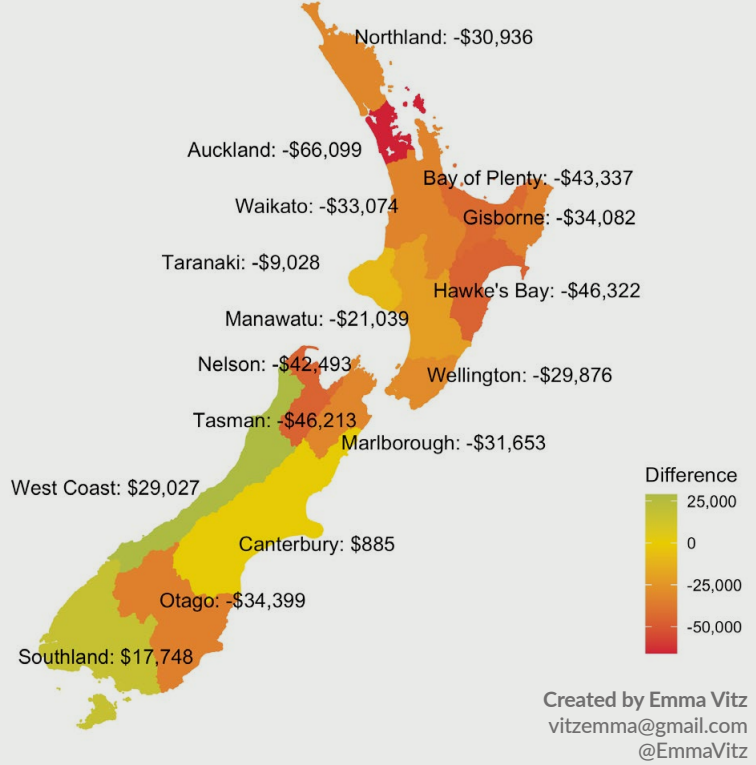 Northland: -$30,936
Auckland: -$66,099
Bay of Plenty: -$43,337
Waikato: -$33,074
Gisborne: -$34,082
Taranaki: -$9,028
Hawke's Bay: -$46,322
Manawatu: -$21,039
Nelson: -$42,493
Wellington: -$29,876
Tasman: -$46,213
Marlborough: -$31,653
West Coast: $29,027
Canterbury: $885
Otago: -$34,399
Southland: $17,748
Difference
25,000
0
-25,000
-50,000
Created by Emma Vitz
vitzemma@gmail.com
@EmmaVitz